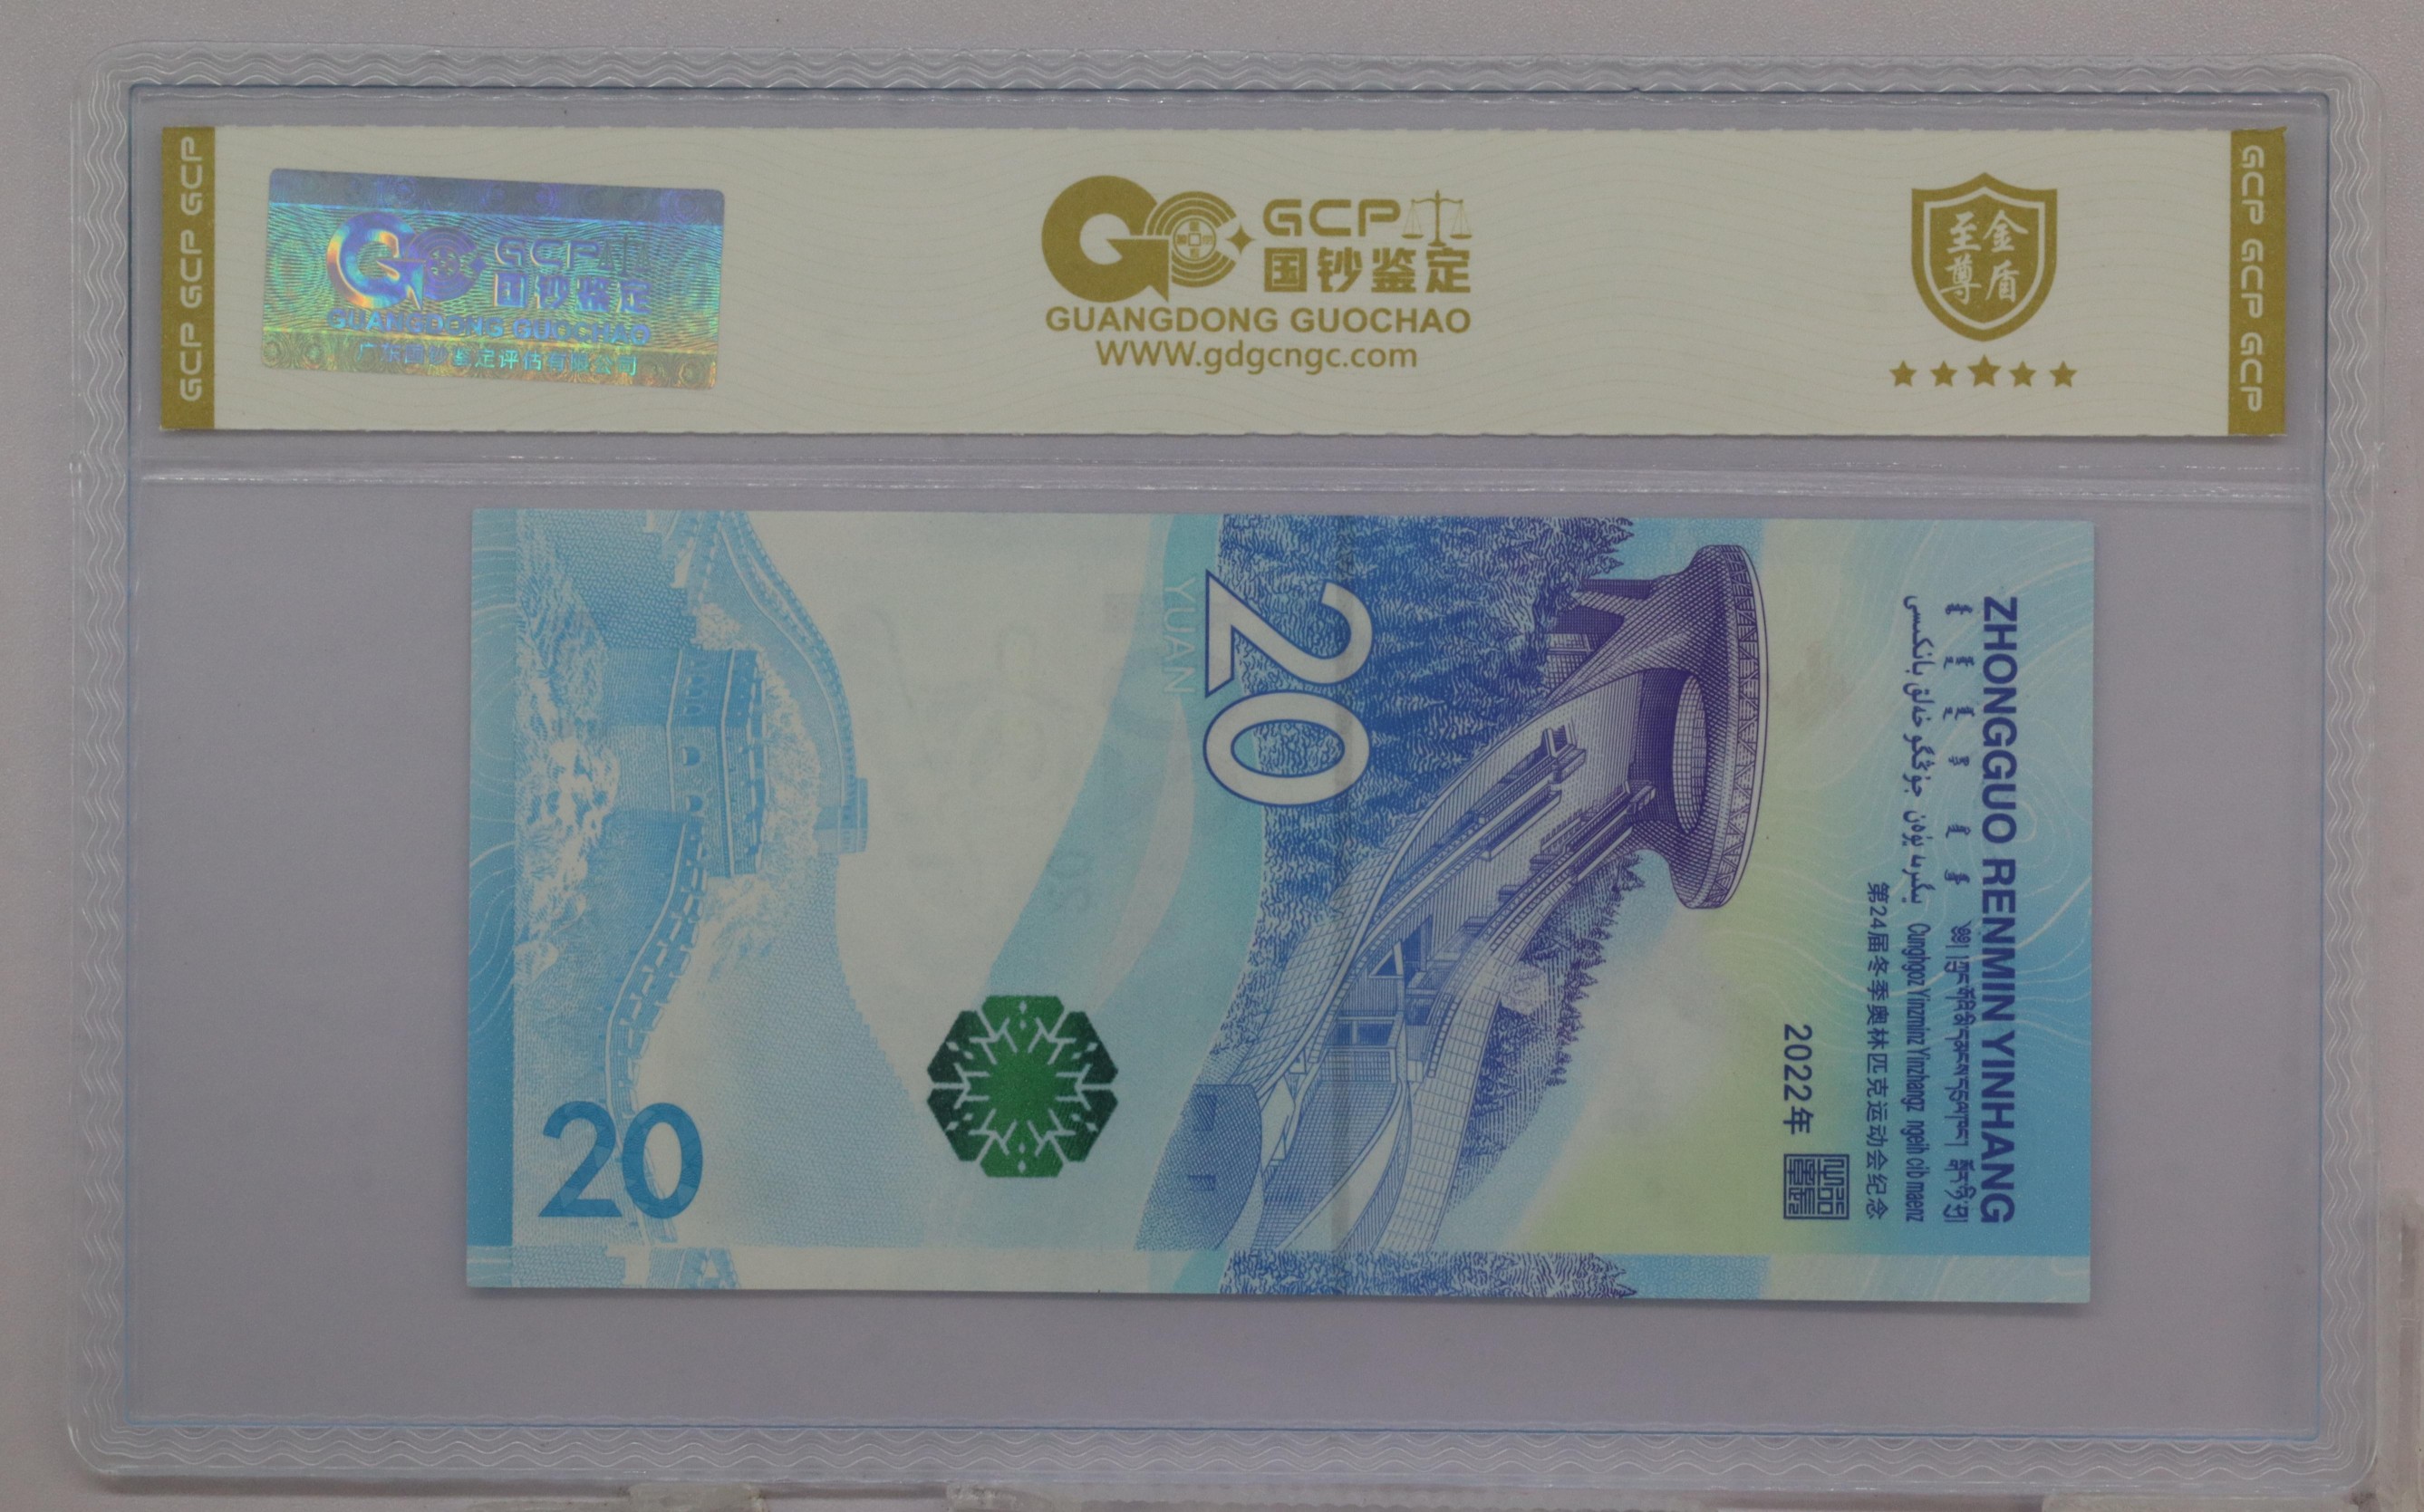 GCP GCP GCP
GCP
国钞鉴定
GUANGDONG GUOCHAO
广东国钞鉴定评估有限公司
GCP
国钞鉴定
GUANGDONG GUOCHAO
WWW.gdgcngc.com
至尊
金盾
GCP GCP GCP
ZHONGGUO RENMIN YINHANG
Cunghgoz Yinzminz Yinzhangz ngeih cib maenz
第24届冬季奥林匹克运动会纪念
2022年
20
YUAN
20